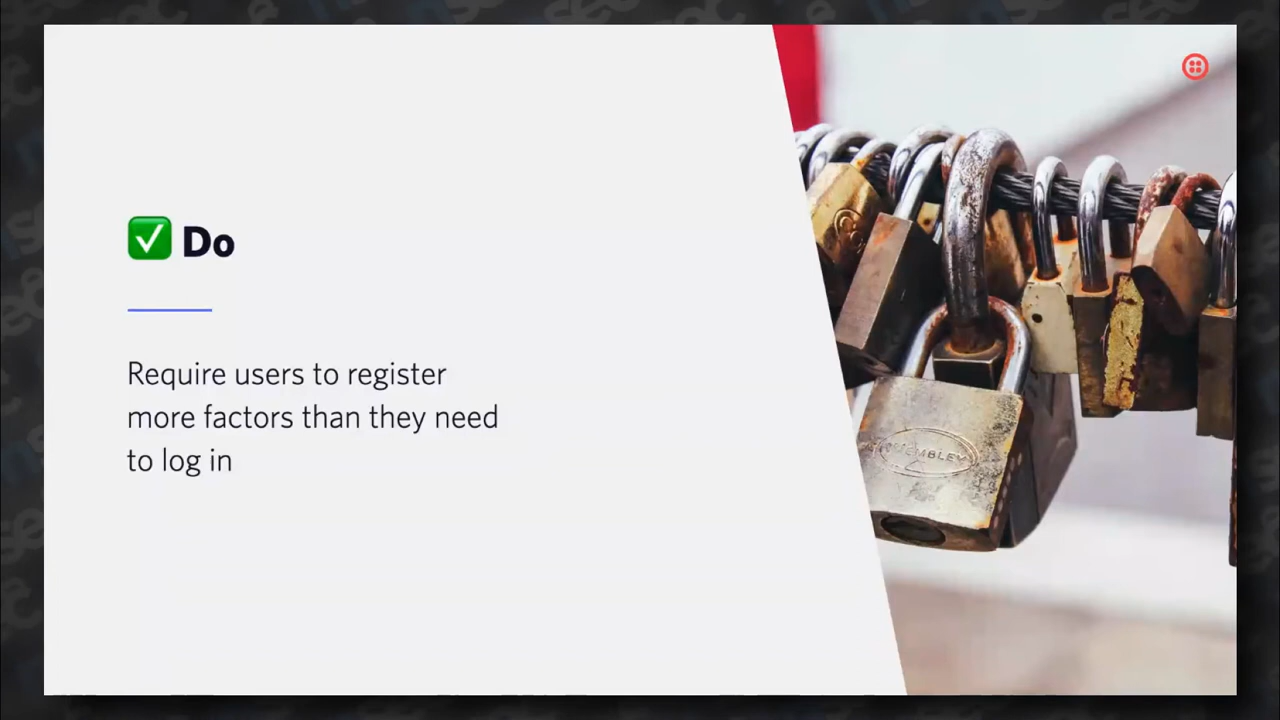 ✅ Do
Require users to register
more factors than they need
to log in